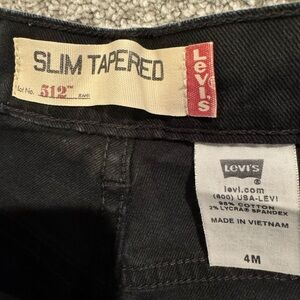 SLIM TAPERED
Lot No. 512™
Levi's
Levi's
®
levi.com
(800) USA-LEVI
98% COTTON
2% LYCRA® SPANDEX
MADE IN VIETNAM
4M